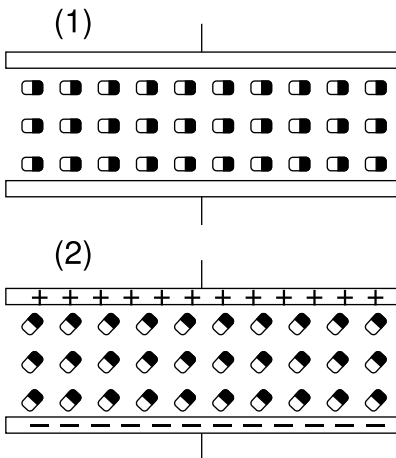 (1)
(2)
+ + + + + + + + + + + +
− − − − − − − − − − − −